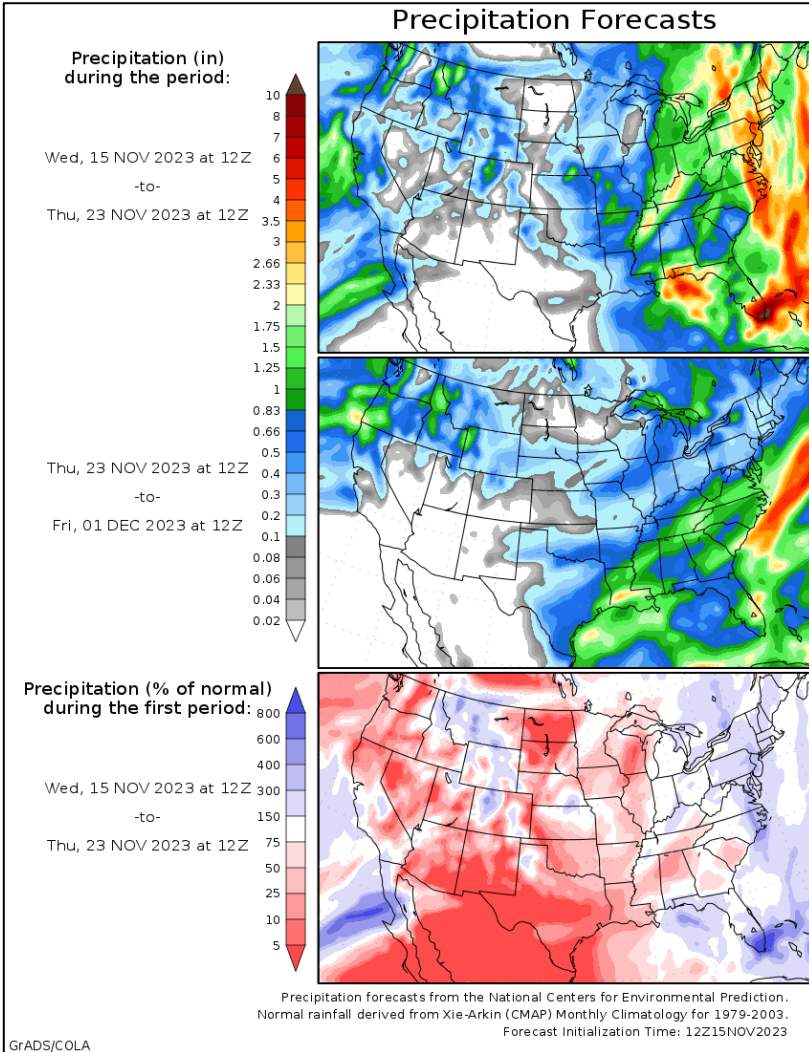 Precipitation Forecasts
Precipitation (in)
during the period:
Wed, 15 NOV 2023 at 12Z
-to-
Thu, 23 NOV 2023 at 12Z
10
8
7
6
5
4
3.5
3
2.66
2.33
2
1.75
1.5
1.25
1
0.83
0.66
0.5
0.4
0.3
0.2
0.1
0.08
0.06
0.04
0.02
Thu, 23 NOV 2023 at 12Z
-to-
Fri, 01 DEC 2023 at 12Z
Precipitation (% of normal)
during the first period:
Wed, 15 NOV 2023 at 12Z
-to-
Thu, 23 NOV 2023 at 12Z
800
600
400
300
150
75
50
25
10
5
Precipitation forecasts from the National Centers for Environmental Prediction.
Normal rainfall derived from Xie-Arkin (CMAP) Monthly Climatology for 1979-2003.
Forecast Initialization Time: 12Z15NOV2023
GrADS/COLA